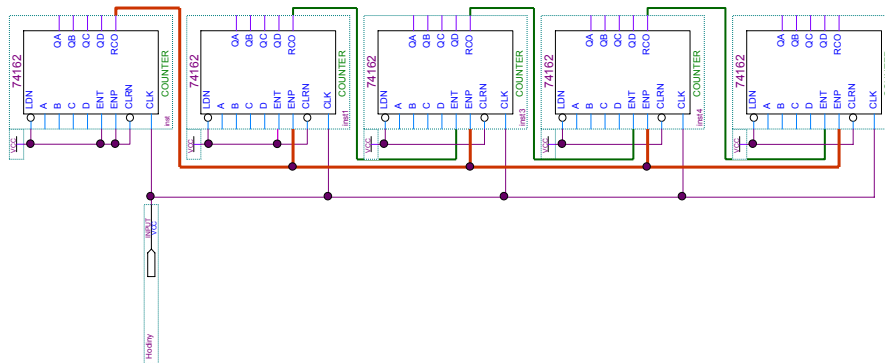 QA QB QC QD RCO
74162
COUNTER
LDN A B C D ENT ENP CLRN CLK
inst
VCC
QA QB QC QD RCO
74162
COUNTER
LDN A B C D ENT ENP CLRN CLK
inst1
VCC
QA QB QC QD RCO
74162
COUNTER
LDN A B C D ENT ENP CLRN CLK
inst3
VCC
QA QB QC QD RCO
74162
COUNTER
LDN A B C D ENT ENP CLRN CLK
inst4
VCC
QA QB QC QD RCO
74162
LDN A B C D ENT ENP CLRN CLK
VCC
INPUT
VCC
Hodiny